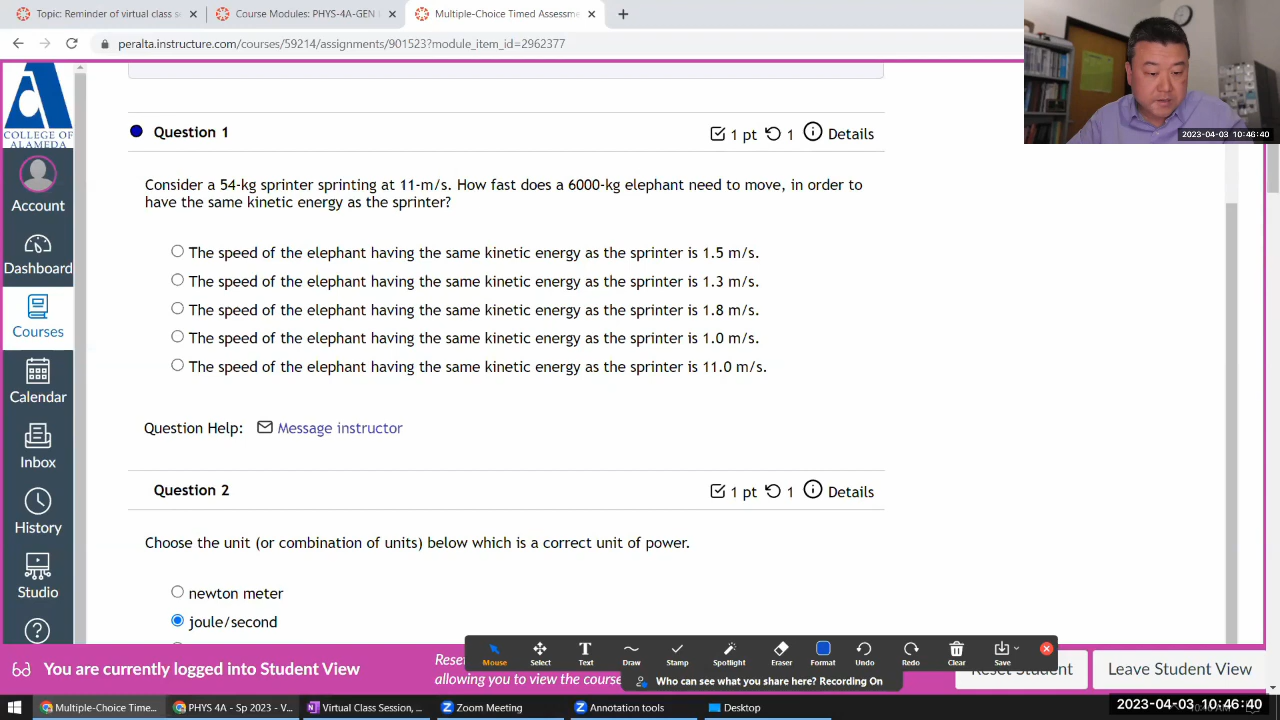 Topic: Reminder of virtual class s
Course Modules: PHYS-4A-GEN
Multiple-Choice Timed Assessm
peralta.instructure.com/courses/59214/assignments/901523?module_item_id=2962377
2023-04-03 10:46:40
COLLEGE OF
ALAMEDA
Account
Dashboard
Courses
Calendar
Inbox
History
Studio
Question 1
1 pt 1 Details
Consider a 54-kg sprinter sprinting at 11-m/s. How fast does a 6000-kg elephant need to move, in order to
have the same kinetic energy as the sprinter?
The speed of the elephant having the same kinetic energy as the sprinter is 1.5 m/s.
The speed of the elephant having the same kinetic energy as the sprinter is 1.3 m/s.
The speed of the elephant having the same kinetic energy as the sprinter is 1.8 m/s.
The speed of the elephant having the same kinetic energy as the sprinter is 1.0 m/s.
The speed of the elephant having the same kinetic energy as the sprinter is 11.0 m/s.
Question Help: Message instructor
Question 2
1 pt 1 Details
Choose the unit (or combination of units) below which is a correct unit of power.
newton meter
joule/second
Mouse Select Text Draw Stamp Spotlight Eraser Format Undo Redo Clear Save
Who can see what you share here? Recording On
You are currently logged into Student View
Reset
allowing you to view the course
Reset Student
Leave Student View
Multiple-Choice Time...
PHYS 4A - Sp 2023 - V...
Virtual Class Session, ...
Zoom Meeting
Annotation tools
Desktop
2023-04-03 10:46:40